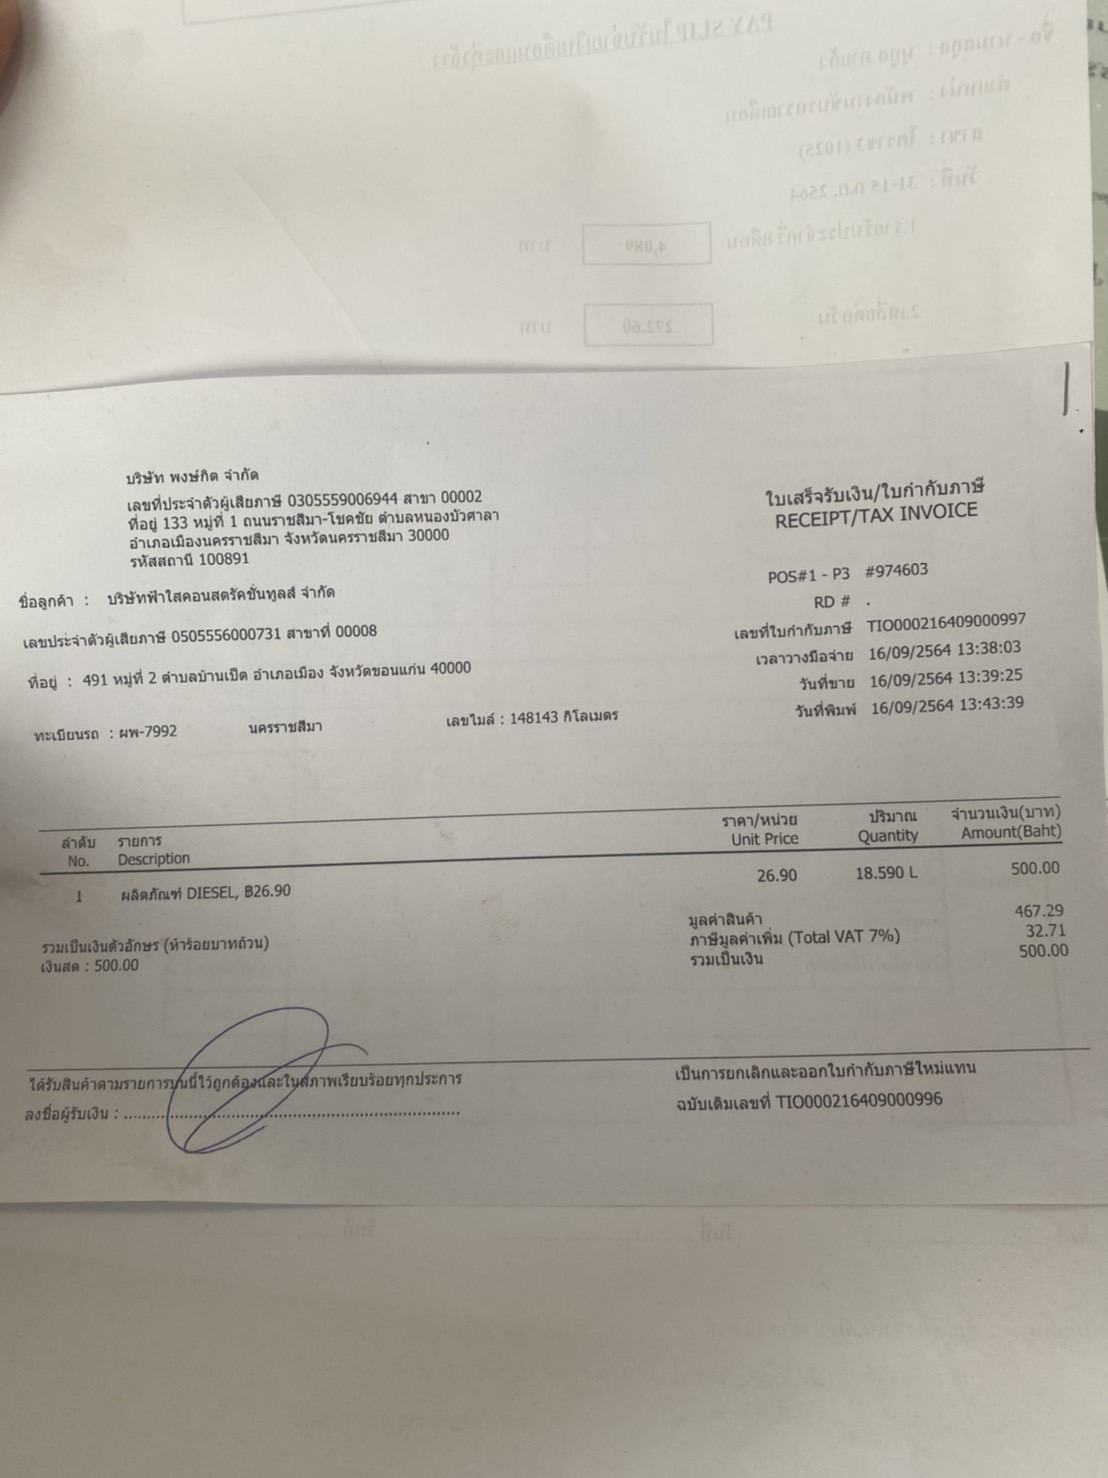 บริษัท พงษ์กิต จำกัด
เลขที่ประจำตัวผู้เสียภาษี 0305559006944 สาขา 00002
ที่อยู่ 133 หมู่ที่ 1 ถนนราชสีมา-โชคชัย ตำบลหนองบัวศาลา
อำเภอเมืองนครราชสีมา จังหวัดนครราชสีมา 30000
รหัสสถานี 100891
ใบเสร็จรับเงิน/ใบกำกับภาษี
RECEIPT/TAX INVOICE
POS#1 - P3 #974603
RD # .
เลขที่ใบกำกับภาษี TIO000216409000997
เวลาวางมือจ่าย 16/09/2564 13:38:03
วันที่ขาย 16/09/2564 13:39:25
วันที่พิมพ์ 16/09/2564 13:43:39
ชื่อลูกค้า : บริษัทฟ้าใสคอนสตรัคชั่นทูลส์ จำกัด
เลขประจำตัวผู้เสียภาษี 0505556000731 สาขาที่ 00008
ที่อยู่ : 491 หมู่ที่ 2 ตำบลบ้านเป็ด อำเภอเมือง จังหวัดขอนแก่น 40000
ทะเบียนรถ : ผพ-7992 นครราชสีมา เลขไมล์ : 148143 กิโลเมตร
ลำดับ รายการ ราคา/หน่วย ปริมาณ จำนวนเงิน(บาท)
No. Description Unit Price Quantity Amount(Baht)
1 ผลิตภัณฑ์ DIESEL, ฿26.90 26.90 18.590 L 500.00
มูลค่าสินค้า 467.29
ภาษีมูลค่าเพิ่ม (Total VAT 7%) 32.71
รวมเป็นเงิน 500.00
รวมเป็นเงินตัวอักษร (ห้าร้อยบาทถ้วน)
เงินสด : 500.00
ได้รับสินค้าตามรายการบนนี้ไว้ถูกต้องและในสภาพเรียบร้อยทุกประการ
ลงชื่อผู้รับเงิน :
เป็นการยกเลิกและออกใบกำกับภาษีใหม่แทน
ฉบับเดิมเลขที่ TIO000216409000996